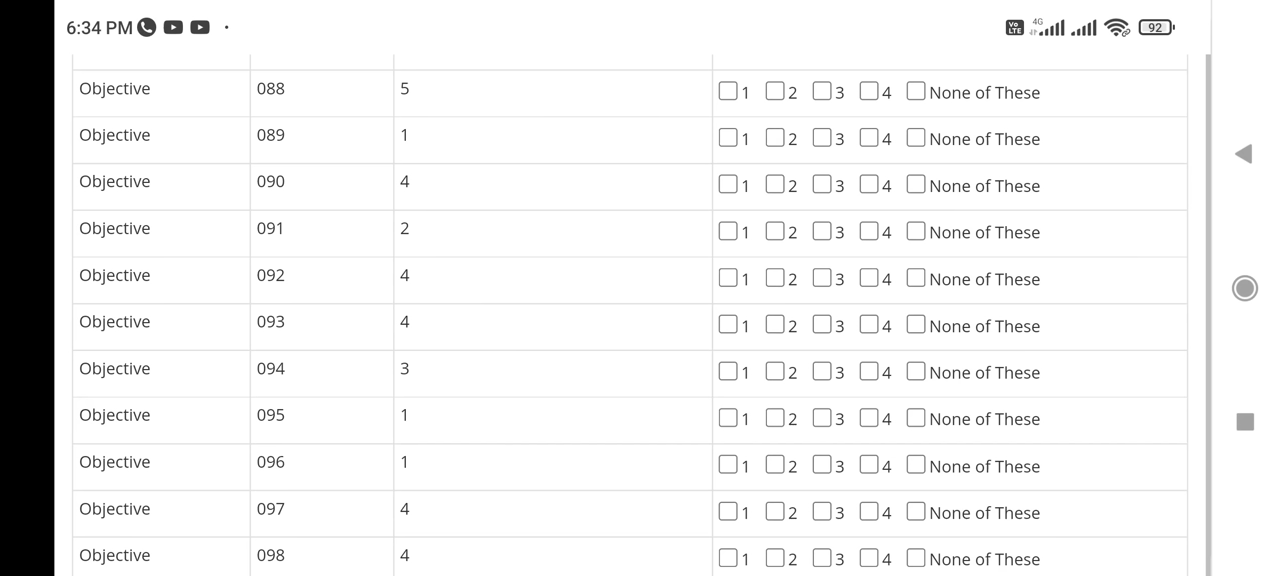 6:34 PM
Vo LTE 4G 92
Objective 088 5 1 2 3 4 None of These
Objective 089 1 1 2 3 4 None of These
Objective 090 4 1 2 3 4 None of These
Objective 091 2 1 2 3 4 None of These
Objective 092 4 1 2 3 4 None of These
Objective 093 4 1 2 3 4 None of These
Objective 094 3 1 2 3 4 None of These
Objective 095 1 1 2 3 4 None of These
Objective 096 1 1 2 3 4 None of These
Objective 097 4 1 2 3 4 None of These
Objective 098 4 1 2 3 4 None of These